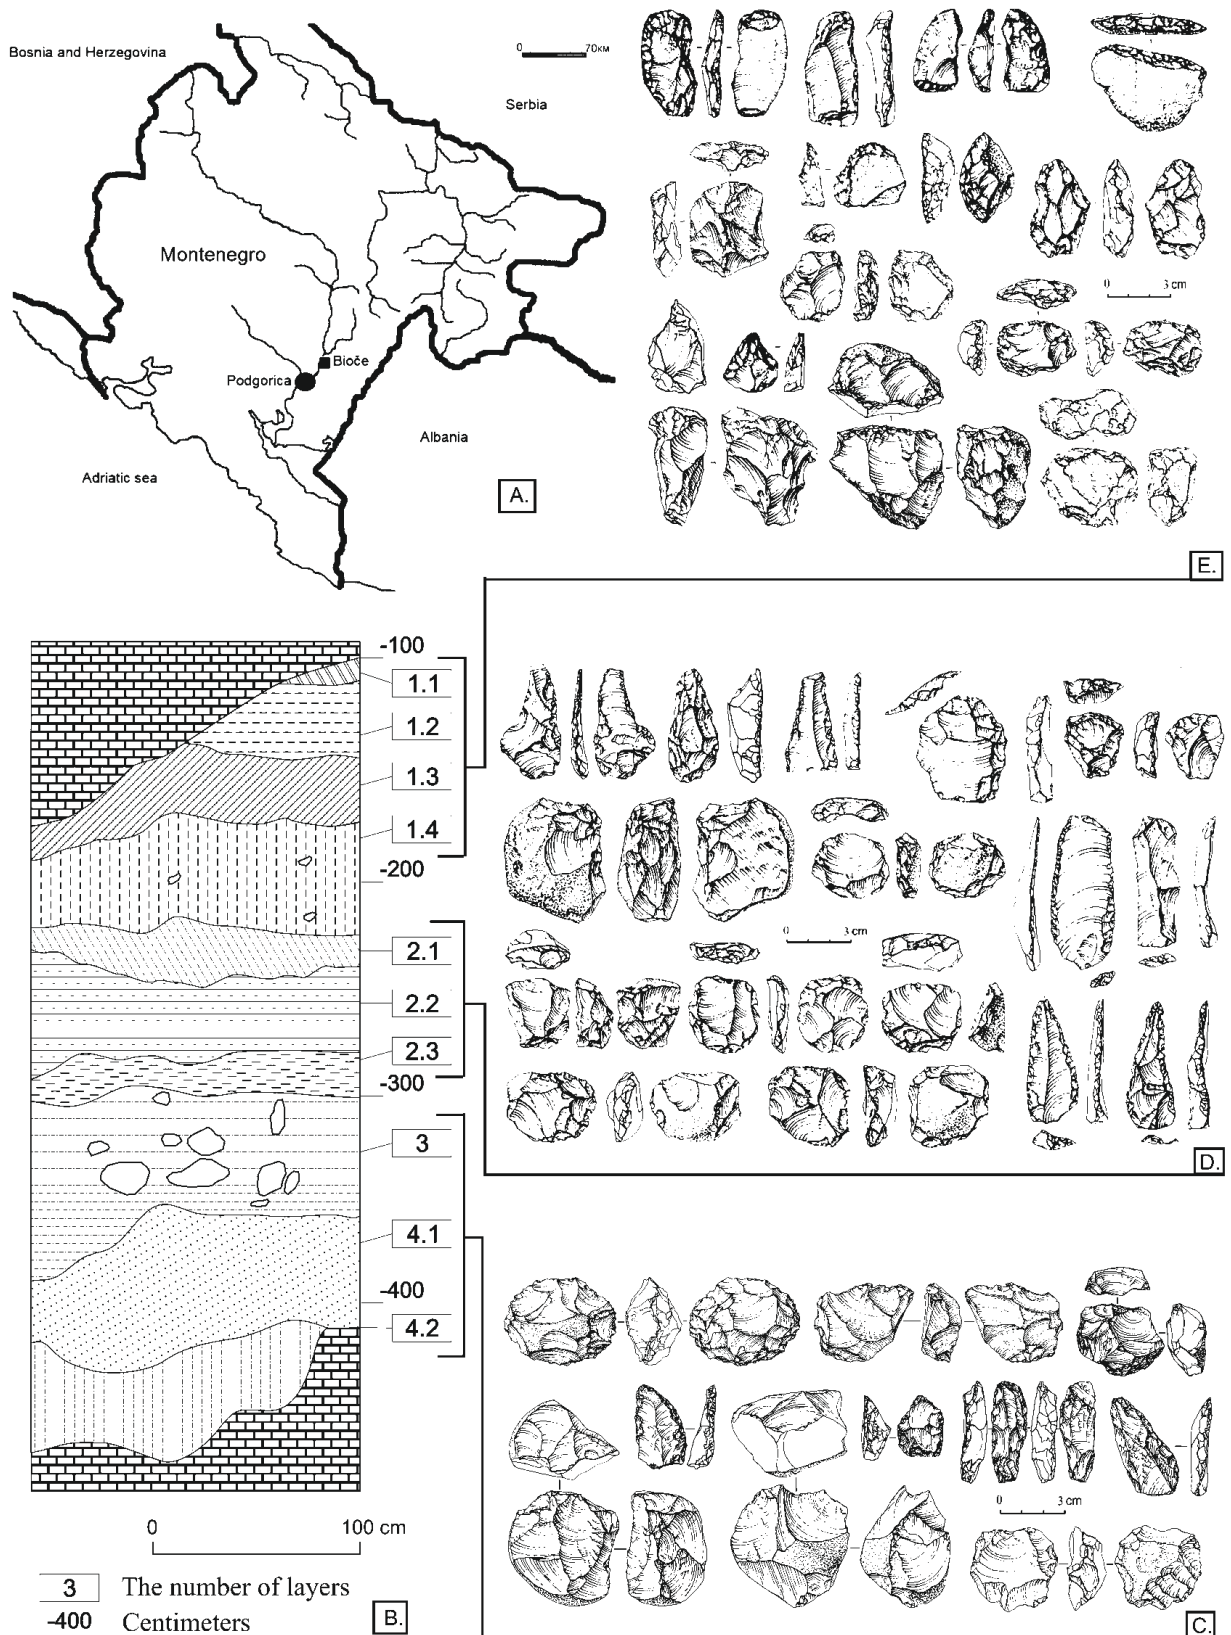 Bosnia and Herzegovina
0 70км
Serbia
Montenegro
Bioče
Podgorica
Albania
Adriatic sea
A.
0 3 cm
E.
-100
1.1
1.2
1.3
1.4
-200
2.1
2.2
2.3
-300
3
4.1
-400
4.2
0 100 cm
3 The number of layers
-400 Centimeters
B.
0 3 cm
D.
0 3 cm
C.